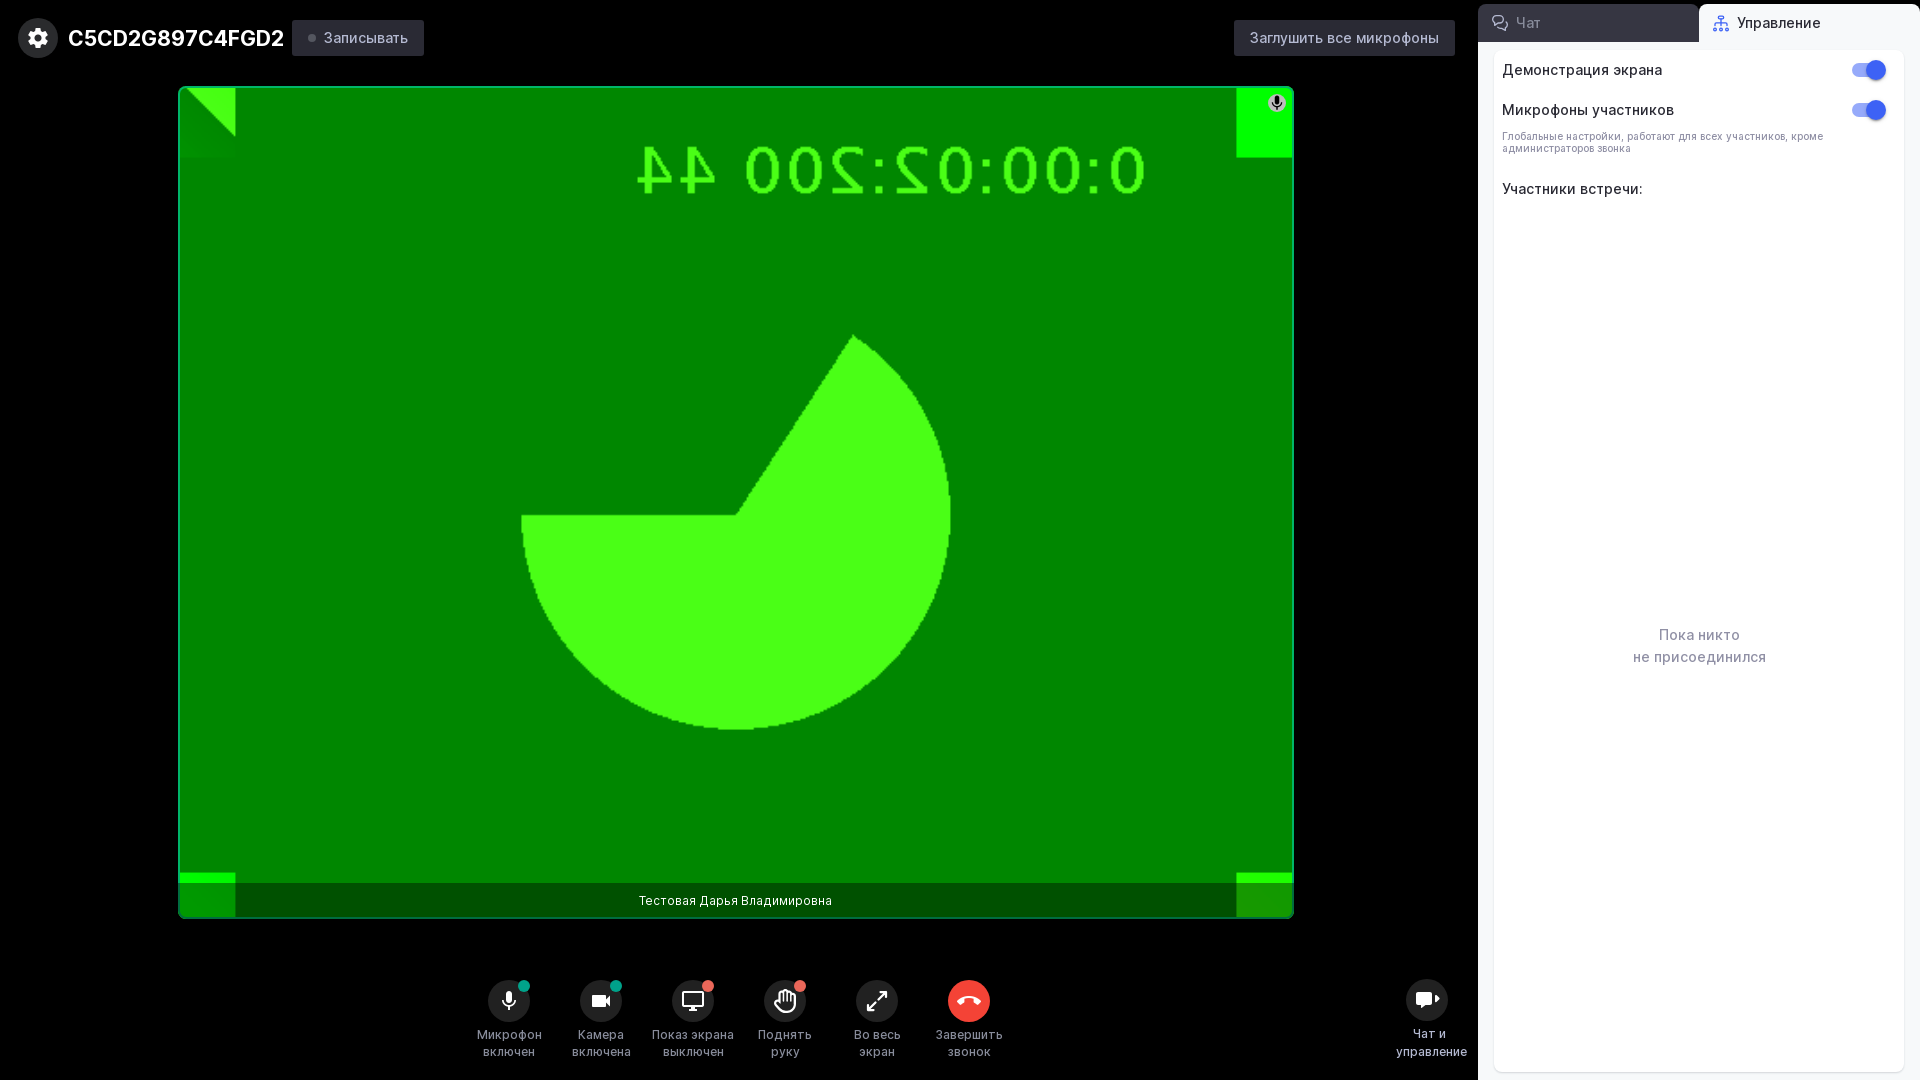 C5CD2G897C4FGD2
Записывать
Заглушить все микрофоны
Чат
Управление
Демонстрация экрана
Микрофоны участников
Глобальные настройки, работают для всех участников, кроме
администраторов звонка
Участники встречи:
Пока никто
не присоединился
0:00:02:200 44
Тестовая Дарья Владимировна
Микрофон
включен
Камера
включена
Показ экрана
выключен
Поднять
руку
Во весь
экран
Завершить
звонок
Чат и
управление